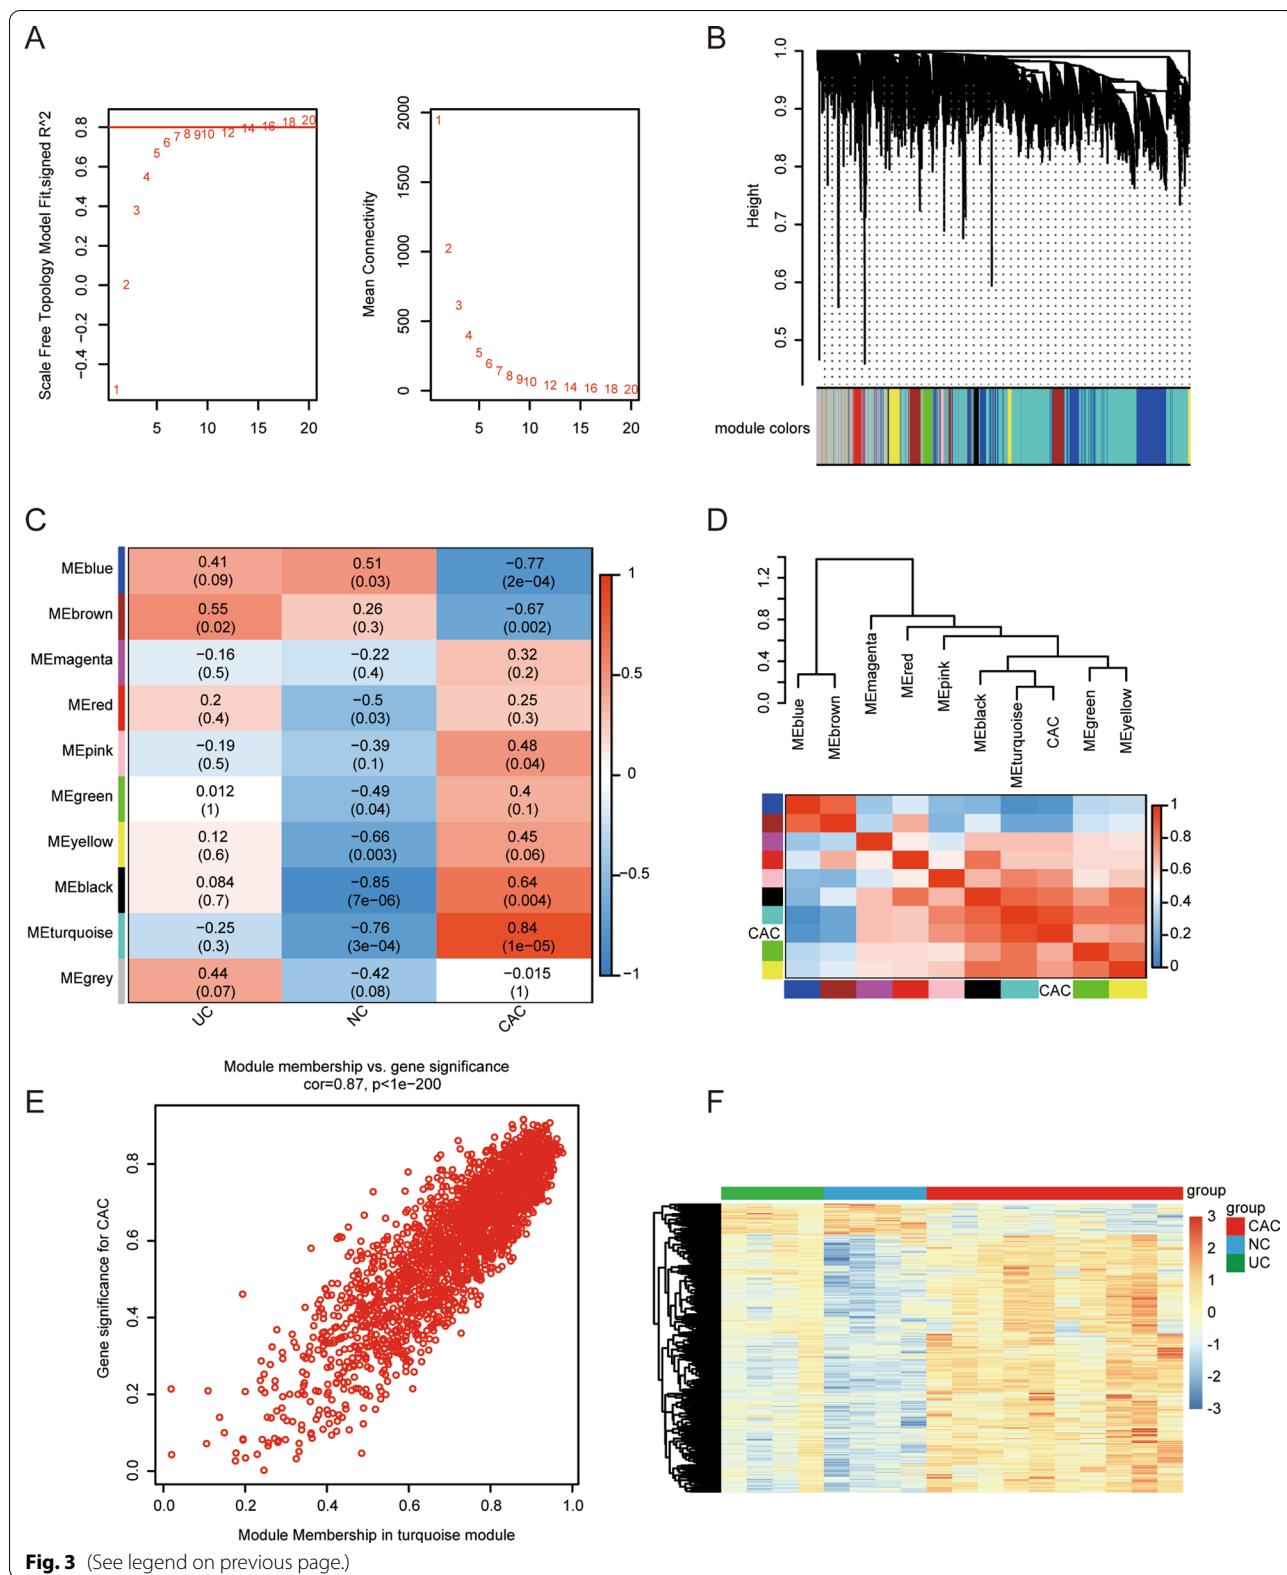 A
Scale Free Topology Model Fit,signed R^2
0.8
0.6
0.4
0.2
0.0
−0.2
−0.4
1
2
3
4
5
6
7
8
9
10
12
14
16
18
20
5 10 15 20
Mean Connectivity
2000
1500
1000
500
0
1
2
3
4
5
6
7
8
9
10
12
14
16
18
20
5 10 15 20
B
Height
1.0
0.9
0.8
0.7
0.6
0.5
module colors
C
MEblue 0.41 0.51 −0.77
(0.09) (0.03) (2e−04)
MEbrown 0.55 0.26 −0.67
(0.02) (0.3) (0.002)
MEmagenta −0.16 −0.22 0.32
(0.5) (0.4) (0.2)
MEred 0.2 −0.5 0.25
(0.4) (0.03) (0.3)
MEpink −0.19 −0.39 0.48
(0.5) (0.1) (0.04)
MEgreen 0.012 −0.49 0.4
(1) (0.04) (0.1)
MEyellow 0.12 −0.66 0.45
(0.6) (0.003) (0.06)
MEblack 0.084 −0.85 0.64
(0.7) (7e−06) (0.004)
MEturquoise −0.25 −0.76 0.84
(0.3) (3e−04) (1e−05)
MEgrey 0.44 −0.42 −0.015
(0.07) (0.08) (1)
UC NC CAC
1
0.5
0
−0.5
−1
D
1.2
0.8
0.4
0.0
MEblue
MEbrown
MEmagenta
MEred
MEpink
MEblack
MEturquoise
CAC
MEgreen
MEyellow
CAC
CAC
1
0.8
0.6
0.4
0.2
0
E
Module membership vs. gene significance
cor=0.87, p<1e−200
Gene significance for CAC
0.8
0.6
0.4
0.2
0.0
0.0 0.2 0.4 0.6 0.8 1.0
Module Membership in turquoise module
F
group
3
2
1
0
-1
-2
-3
group
CAC
NC
UC
Fig. 3 (See legend on previous page.)